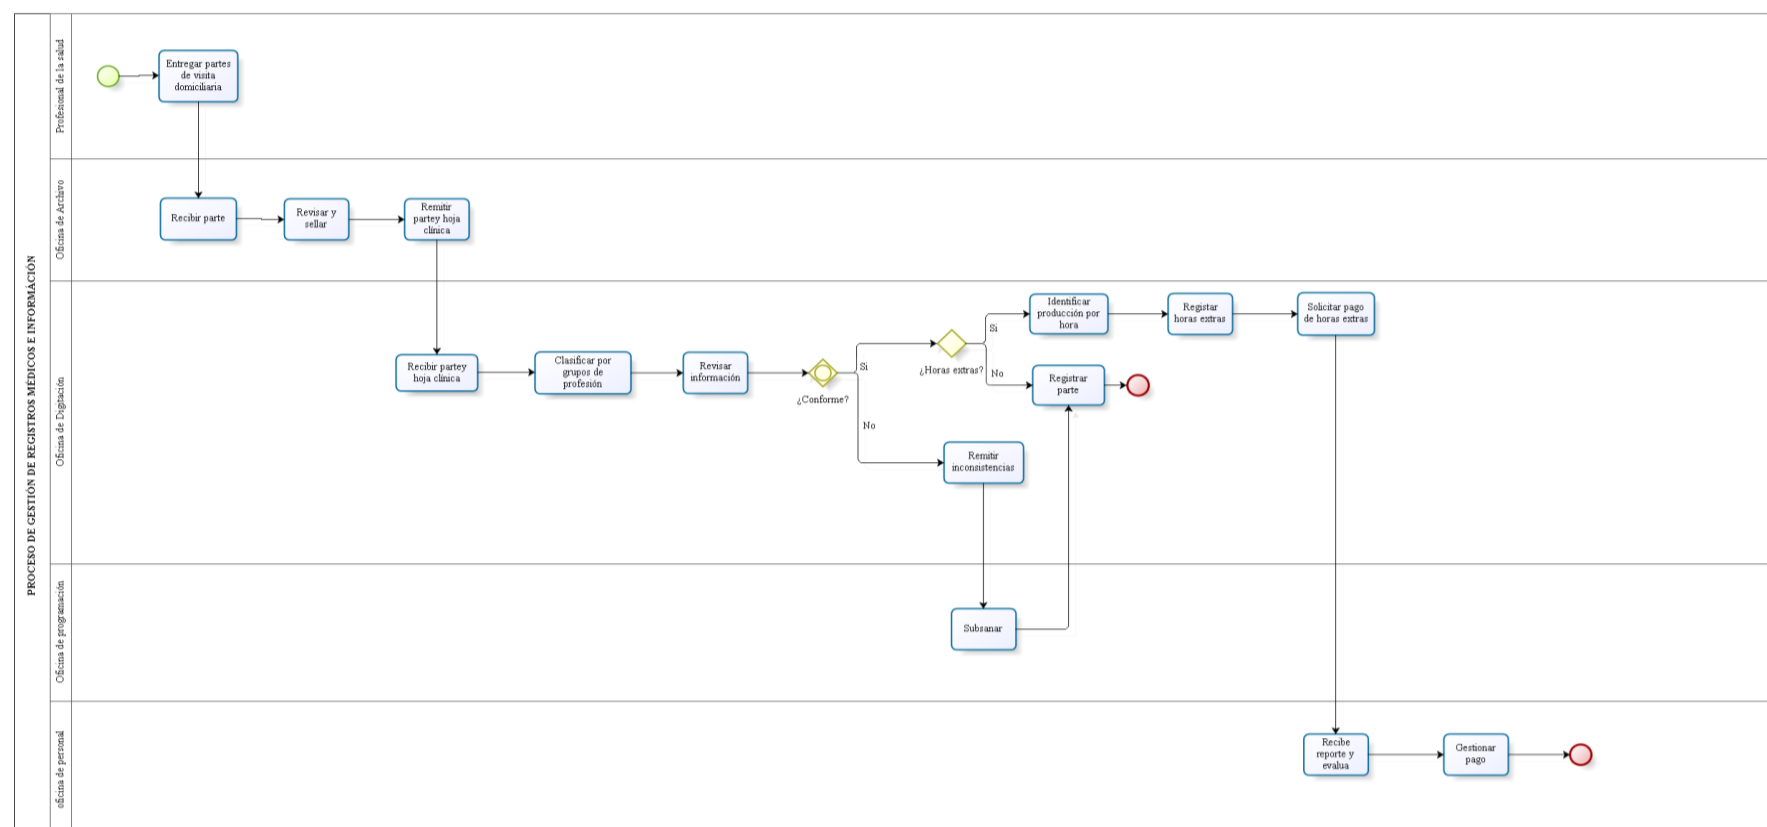 PROCESO DE GESTIÓN DE REGISTROS MÉDICOS E INFORMÁCIÓN
Profesional de la salud
Entregar partes
de visita
domiciliaria
Oficina de Archivo
Recibir parte
Revisar y
sellar
Remitir
partey hoja
clínica
Oficina de Digitación
Recibir partey
hoja clínica
Clasificar por
grupos de
profesión
Revisar
información
¿Conforme?
Si
No
¿Horas extras?
Si
No
Identificar
producción por
hora
Registar
horas extras
Solicitar pago
de horas extras
Registrar
parte
Remitir
inconsistencias
Oficina de programación
Subsanar
oficina de personal
Recibe
reporte y
evalua
Gestionar
pago